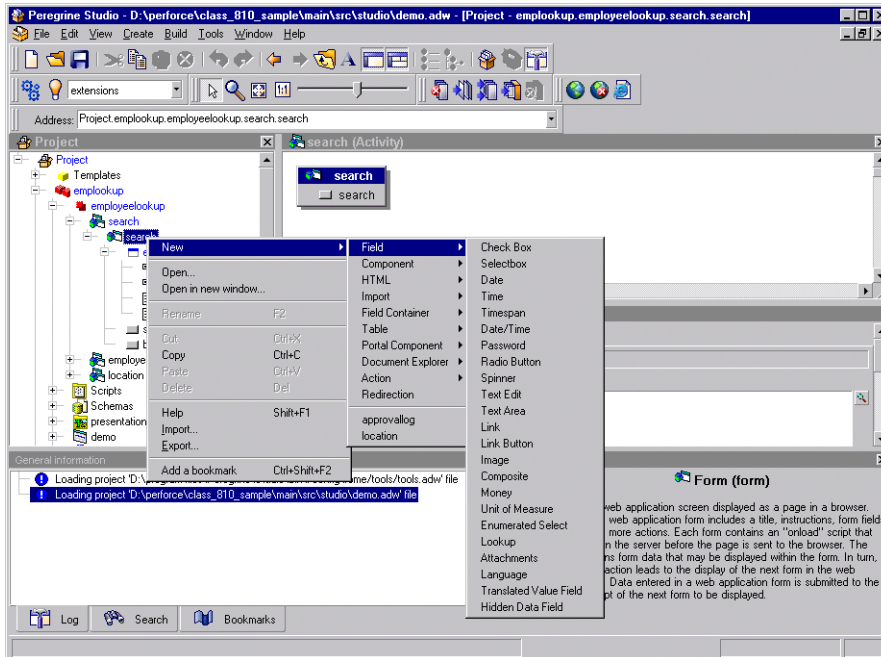 Peregrine Studio - D:\perforce\class_810_sample\main\src\studio\demo.adw - [Project - emplookup.employeelookup.search.search]
File Edit View Create Build Tools Window Help
extensions
1:1
Address: Project.emplookup.employeelookup.search.search
Project
search (Activity)
Project
Templates
emplookup
employeelookup
search
search
search
search
e
s
b
employe
location
Scripts
Schemas
presentation
demo
New
Open...
Open in new window...
Rename F2
Cut Ctrl+X
Copy Ctrl+C
Paste Ctrl+V
Delete Del
Help Shift+F1
Import...
Export...
Add a bookmark Ctrl+Shift+F2
Field
Component
HTML
Import
Field Container
Table
Portal Component
Document Explorer
Action
Redirection
approvallog
location
Check Box
Selectbox
Date
Time
Timespan
Date/Time
Password
Radio Button
Spinner
Text Edit
Text Area
Link
Link Button
Image
Composite
Money
Unit of Measure
Enumerated Select
Lookup
Attachments
Language
Translated Value Field
Hidden Data Field
General information
Loading project 'D:\ /tools/tools.adw' file
Loading project 'D:\perforce\class_810_sample\main\src\studio\demo.adw' file
Form (form)
web application screen displayed as a page in a browser.
web application form includes a title, instructions, form field
more actions. Each form contains an "onload" script that
n the server before the page is sent to the browser. The
ns form data that may be displayed within the form. In turn,
action leads to the display of the next form in the web
Data entered in a web application form is submitted to the
pt of the next form to be displayed.
Log Search Bookmarks